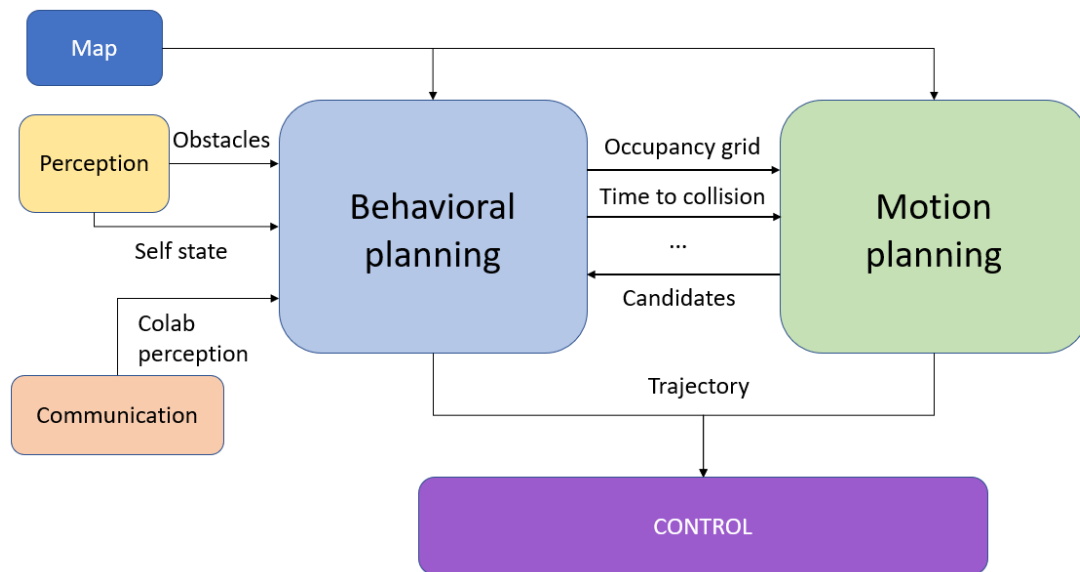 Map
Perception
Obstacles
Self state
Colab
perception
Communication
Behavioral
planning
Occupancy grid
Time to collision
...
Candidates
Motion
planning
Trajectory
CONTROL